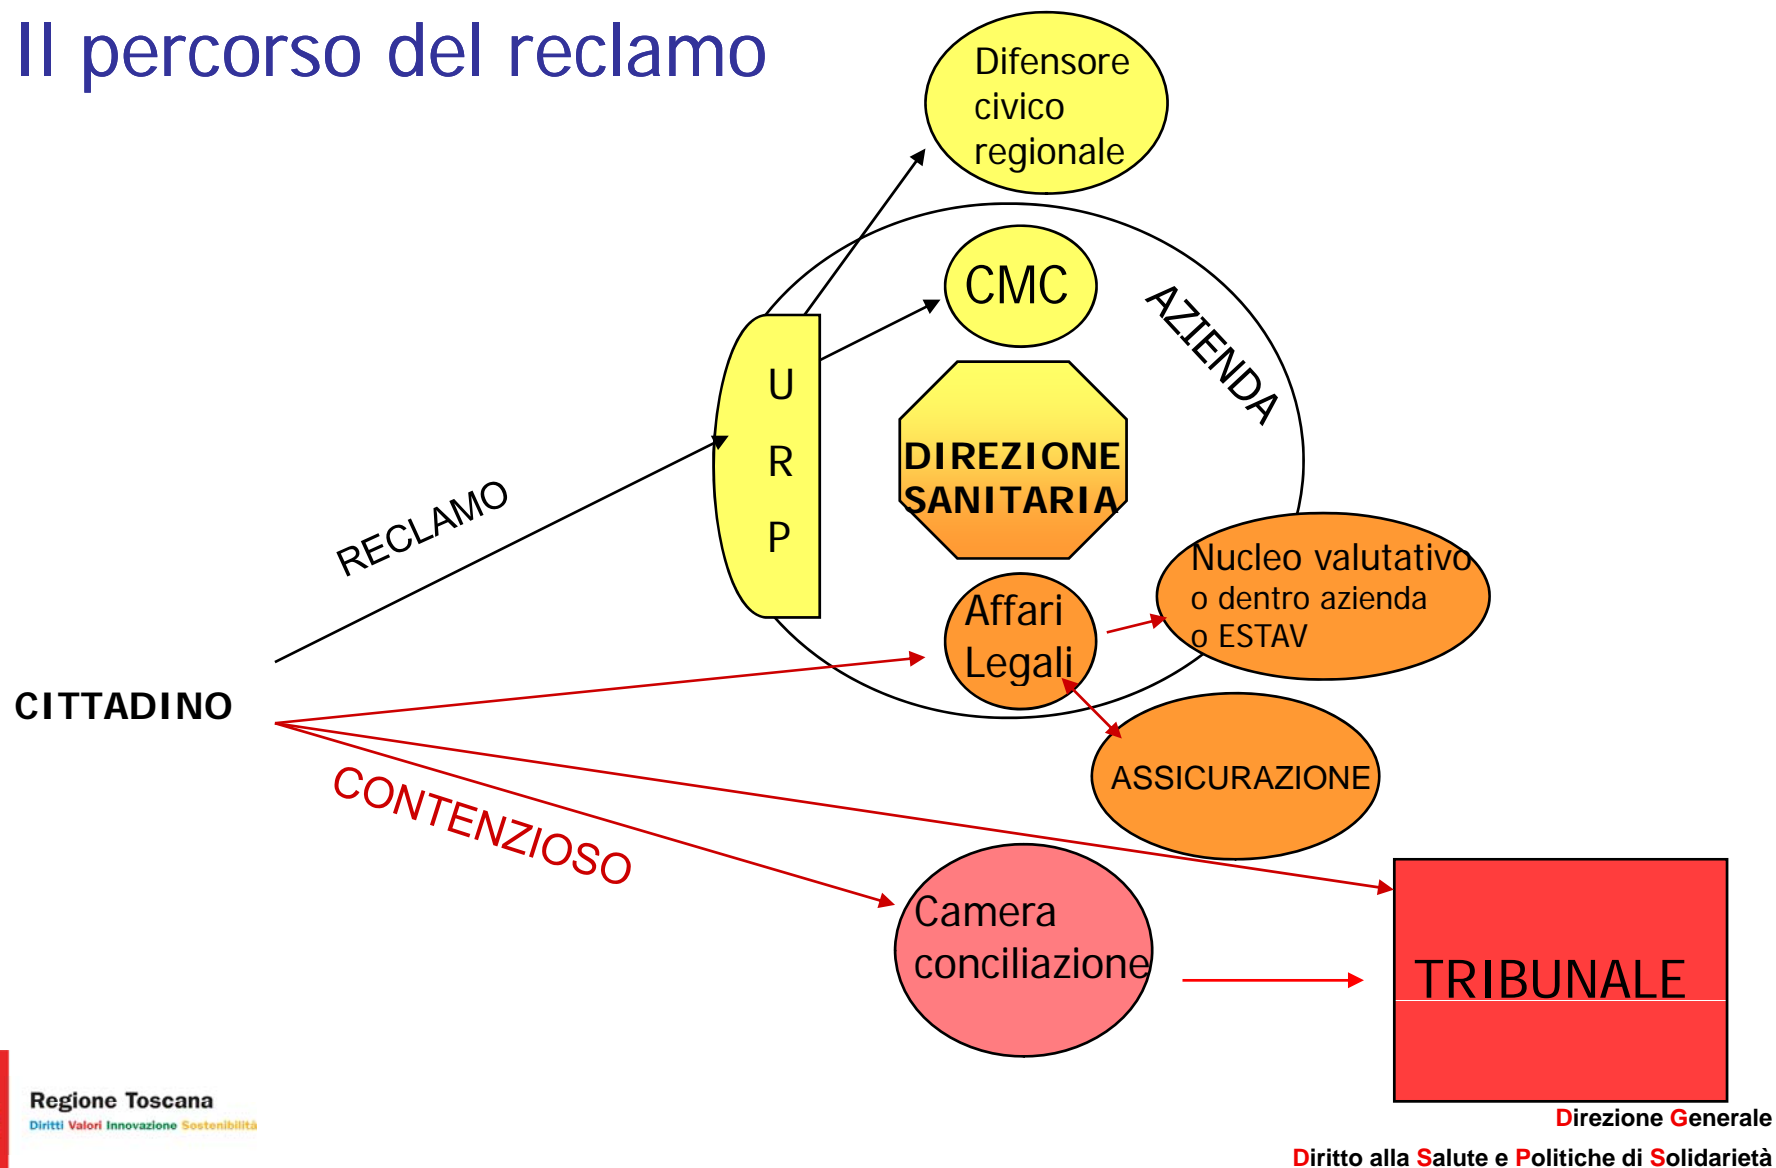 Il percorso del reclamo
Difensore
civico
regionale
CMC
AZIENDA
U
R
P
DIREZIONE
SANITARIA
RECLAMO
Nucleo valutativo
o dentro azienda
o ESTAV
Affari
Legali
CITTADINO
ASSICURAZIONE
CONTENZIOSO
Camera
conciliazione
TRIBUNALE
Regione Toscana
Diritti Valori Innovazione Sostenibilità
Direzione Generale
Diritto alla Salute e Politiche di Solidarietà